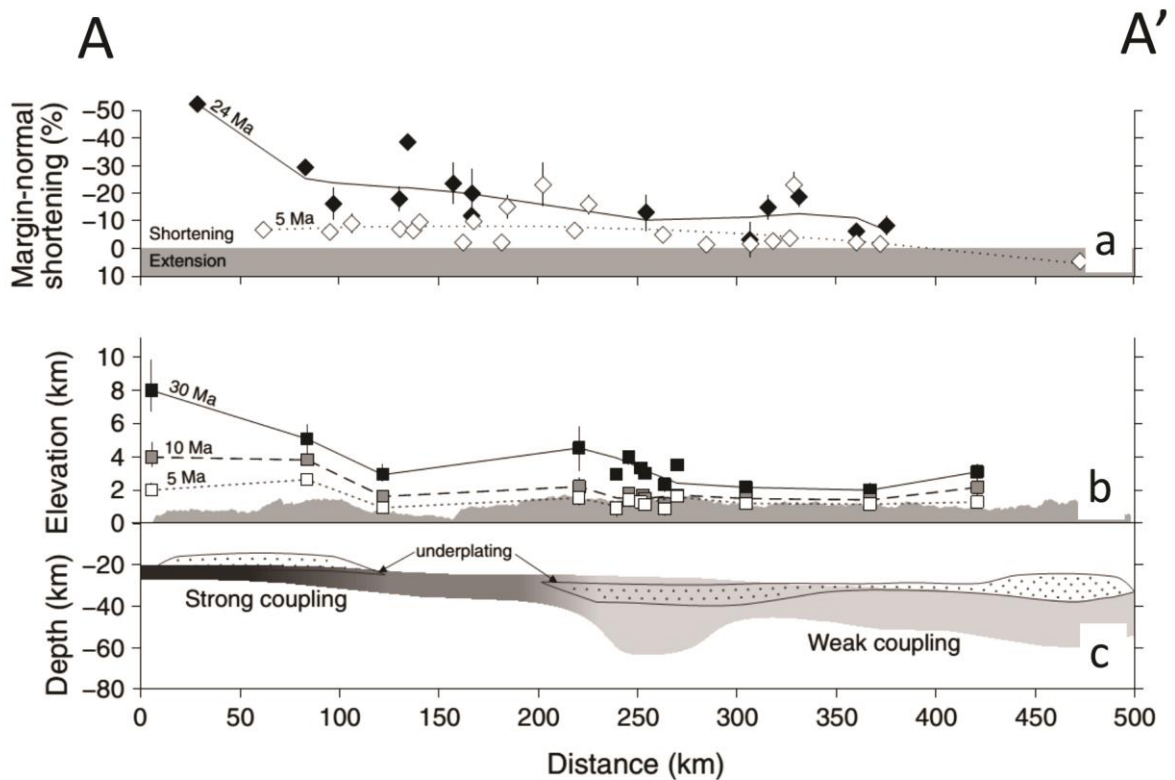 A A’
Margin-normal
shortening (%)
−50
−40
−30
−20
−10
0
10
24 Ma
5 Ma
Shortening
Extension
a
Elevation (km)
10
8
6
4
2
0
30 Ma
10 Ma
5 Ma
b
Depth (km)
−20
−40
−60
−80
underplating
Strong coupling
Weak coupling
c
0 50 100 150 200 250 300 350 400 450 500
Distance (km)